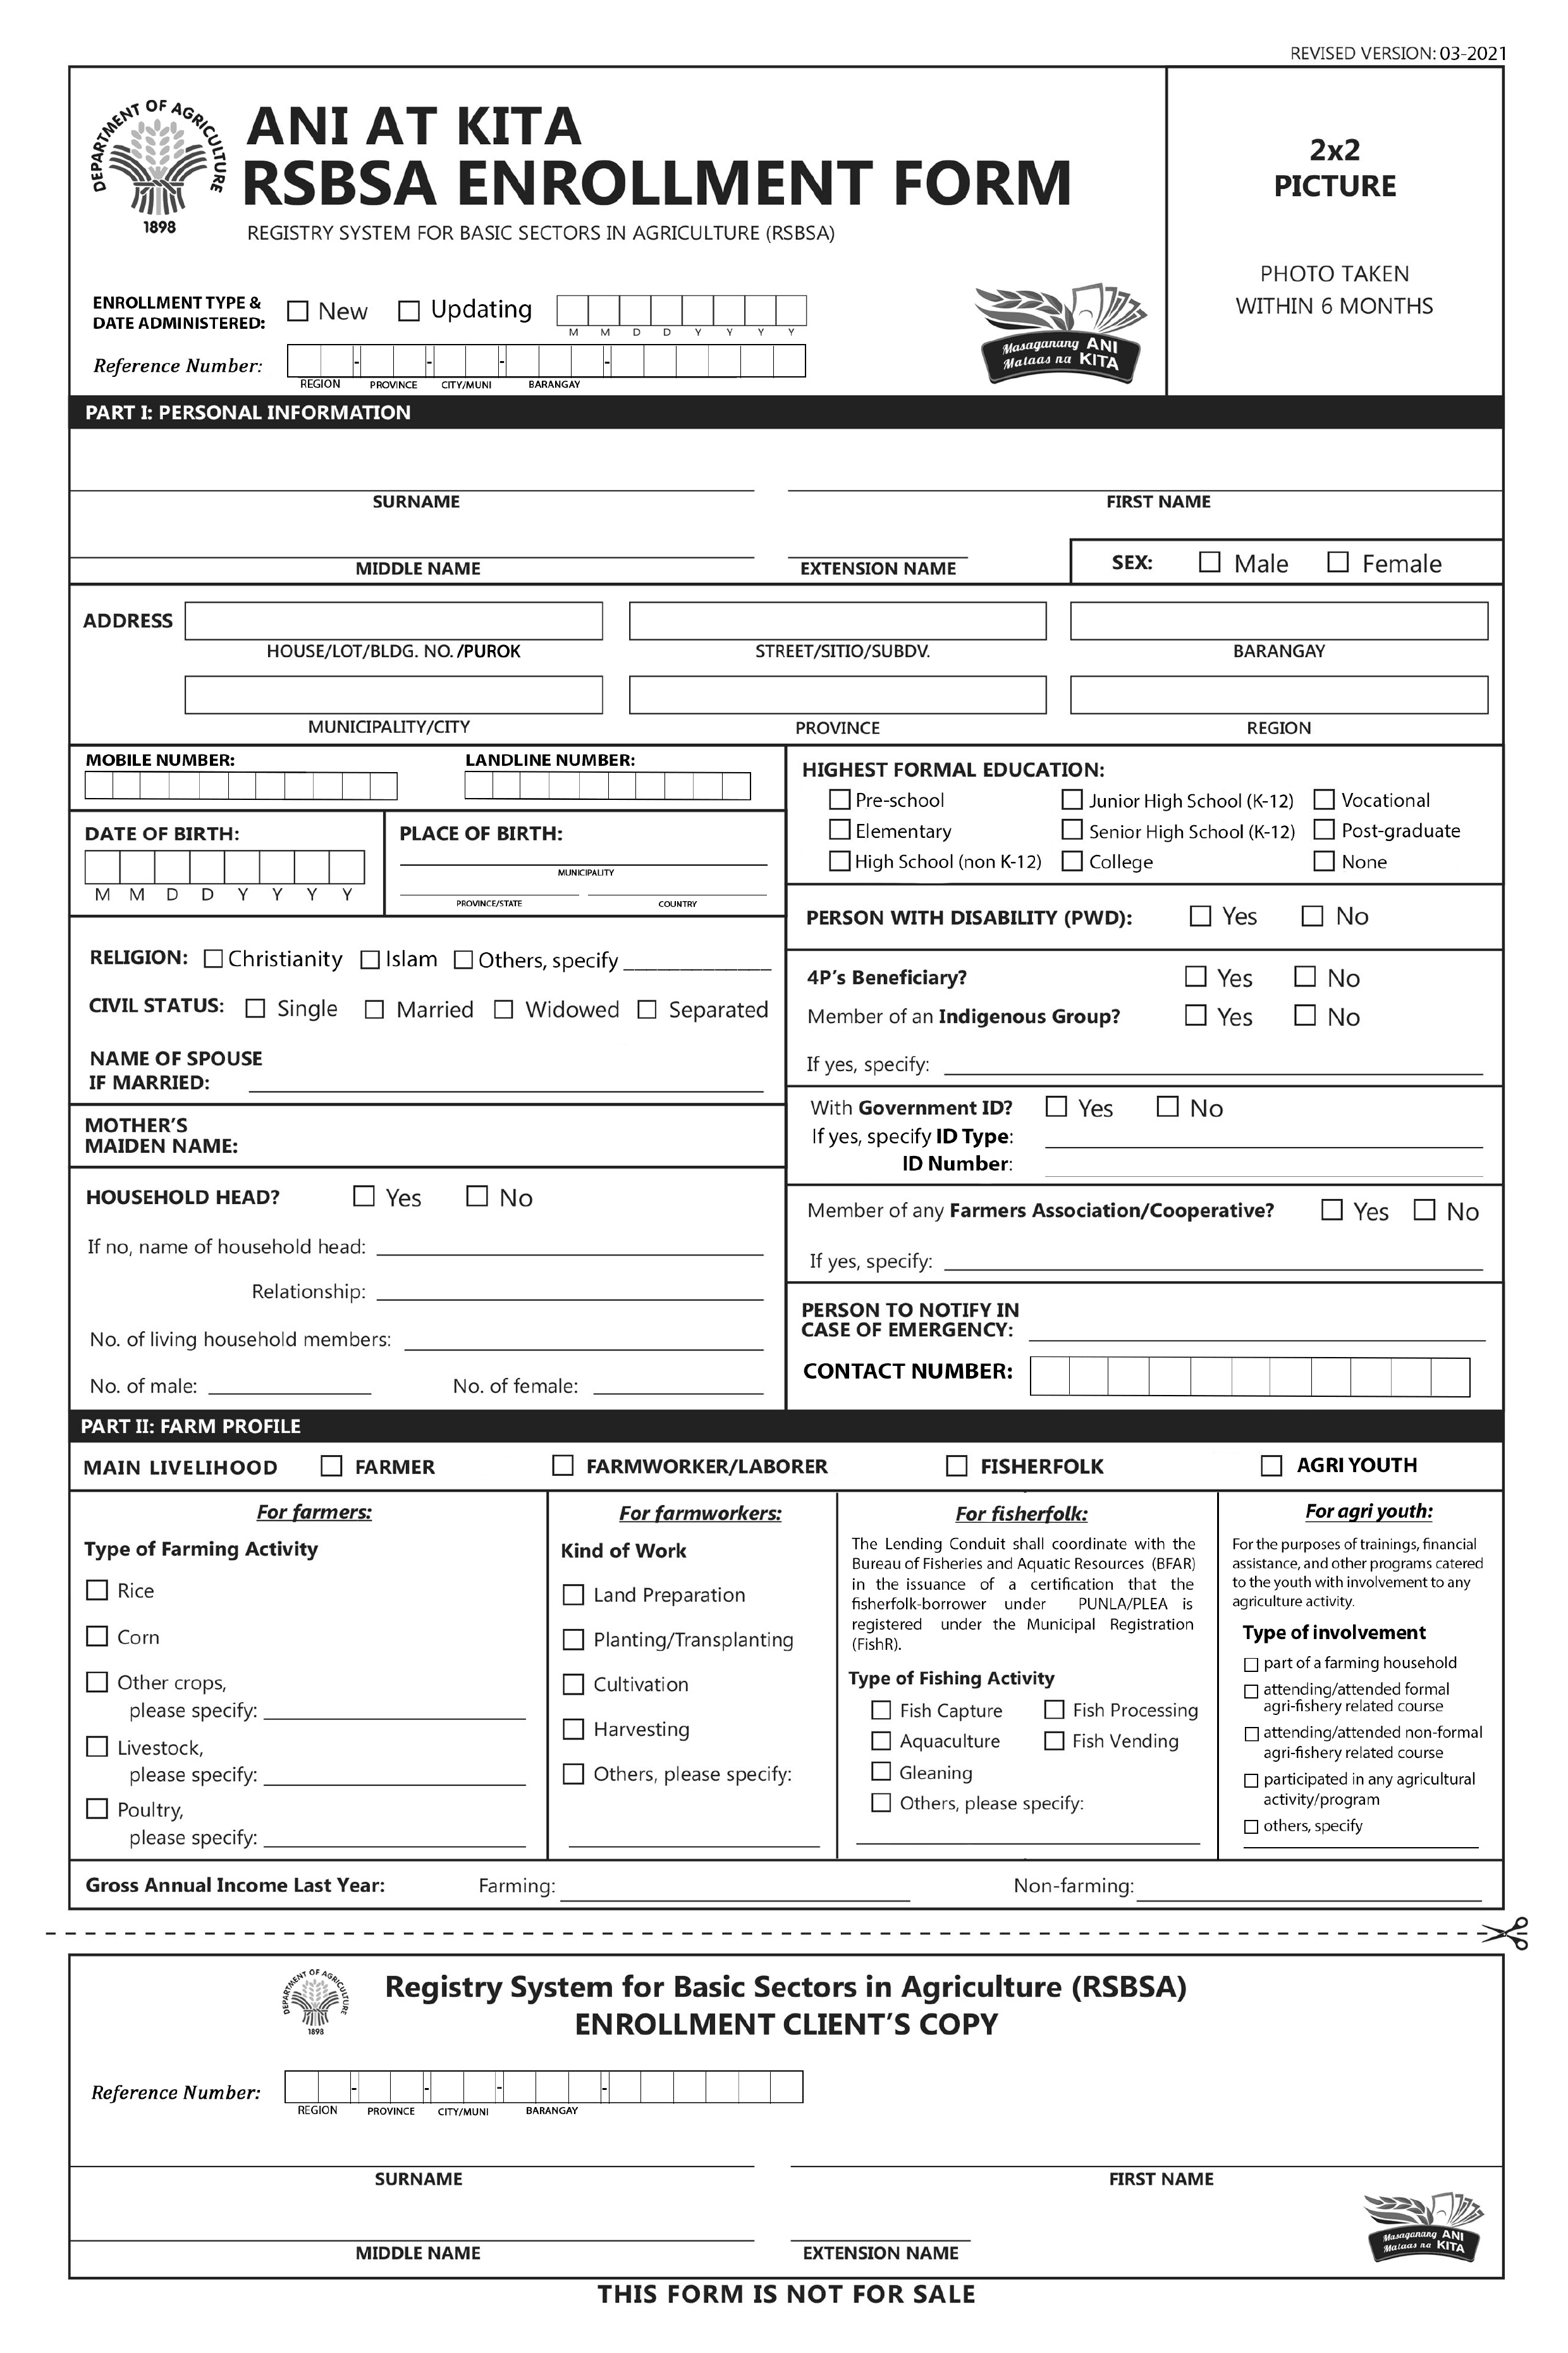 REVISED VERSION: 03-2021
DEPARTMENT OF AGRICULTURE
1898
ANI AT KITA
RSBSA ENROLLMENT FORM
REGISTRY SYSTEM FOR BASIC SECTORS IN AGRICULTURE (RSBSA)
2x2
PICTURE
PHOTO TAKEN
WITHIN 6 MONTHS
ENROLLMENT TYPE &
DATE ADMINISTERED:
New Updating
M M D D Y Y Y Y
Reference Number: - - - -
REGION PROVINCE CITY/MUNI BARANGAY
Masaganang ANI
Mataas na KITA
PART I: PERSONAL INFORMATION
SURNAME FIRST NAME
MIDDLE NAME EXTENSION NAME
SEX: Male Female
ADDRESS
HOUSE/LOT/BLDG. NO. /PUROK STREET/SITIO/SUBDV. BARANGAY
MUNICIPALITY/CITY PROVINCE REGION
MOBILE NUMBER: LANDLINE NUMBER:
DATE OF BIRTH:
M M D D Y Y Y Y
PLACE OF BIRTH:
MUNICIPALITY
PROVINCE/STATE COUNTRY
RELIGION: Christianity Islam Others, specify ______________
CIVIL STATUS: Single Married Widowed Separated
NAME OF SPOUSE
IF MARRIED:
MOTHER'S
MAIDEN NAME:
HOUSEHOLD HEAD? Yes No
If no, name of household head:
Relationship:
No. of living household members:
No. of male: No. of female:
HIGHEST FORMAL EDUCATION:
Pre-school Junior High School (K-12) Vocational
Elementary Senior High School (K-12) Post-graduate
High School (non K-12) College None
PERSON WITH DISABILITY (PWD): Yes No
4P's Beneficiary? Yes No
Member of an Indigenous Group? Yes No
If yes, specify:
With Government ID? Yes No
If yes, specify ID Type:
ID Number:
Member of any Farmers Association/Cooperative? Yes No
If yes, specify:
PERSON TO NOTIFY IN
CASE OF EMERGENCY:
CONTACT NUMBER:
PART II: FARM PROFILE
MAIN LIVELIHOOD FARMER FARMWORKER/LABORER FISHERFOLK AGRI YOUTH
For farmers:
Type of Farming Activity
Rice
Corn
Other crops,
please specify:
Livestock,
please specify:
Poultry,
please specify:
For farmworkers:
Kind of Work
Land Preparation
Planting/Transplanting
Cultivation
Harvesting
Others, please specify:
For fisherfolk:
The Lending Conduit shall coordinate with the
Bureau of Fisheries and Aquatic Resources (BFAR)
in the issuance of a certification that the
fisherfolk-borrower under PUNLA/PLEA is
registered under the Municipal Registration
(FishR).
Type of Fishing Activity
Fish Capture Fish Processing
Aquaculture Fish Vending
Gleaning
Others, please specify:
For agri youth:
For the purposes of trainings, financial
assistance, and other programs catered
to the youth with involvement to any
agriculture activity.
Type of involvement
part of a farming household
attending/attended formal
agri-fishery related course
attending/attended non-formal
agri-fishery related course
participated in any agricultural
activity/program
others, specify
Gross Annual Income Last Year: Farming: Non-farming:
DEPARTMENT OF AGRICULTURE
1898
Registry System for Basic Sectors in Agriculture (RSBSA)
ENROLLMENT CLIENT'S COPY
Reference Number: - - - -
REGION PROVINCE CITY/MUNI BARANGAY
SURNAME FIRST NAME
MIDDLE NAME EXTENSION NAME
Masaganang ANI
Mataas na KITA
THIS FORM IS NOT FOR SALE